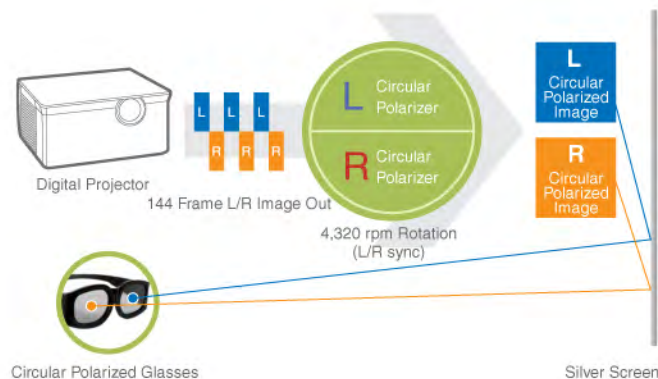 L
Circular
Polarizer
R
Circular
Polarizer
L
Circular
Polarized
Image
R
Circular
Polarized
Image
L L L
R R R
Digital Projector
144 Frame L/R Image Out
4,320 rpm Rotation
(L/R sync)
Circular Polarized Glasses
Silver Screen